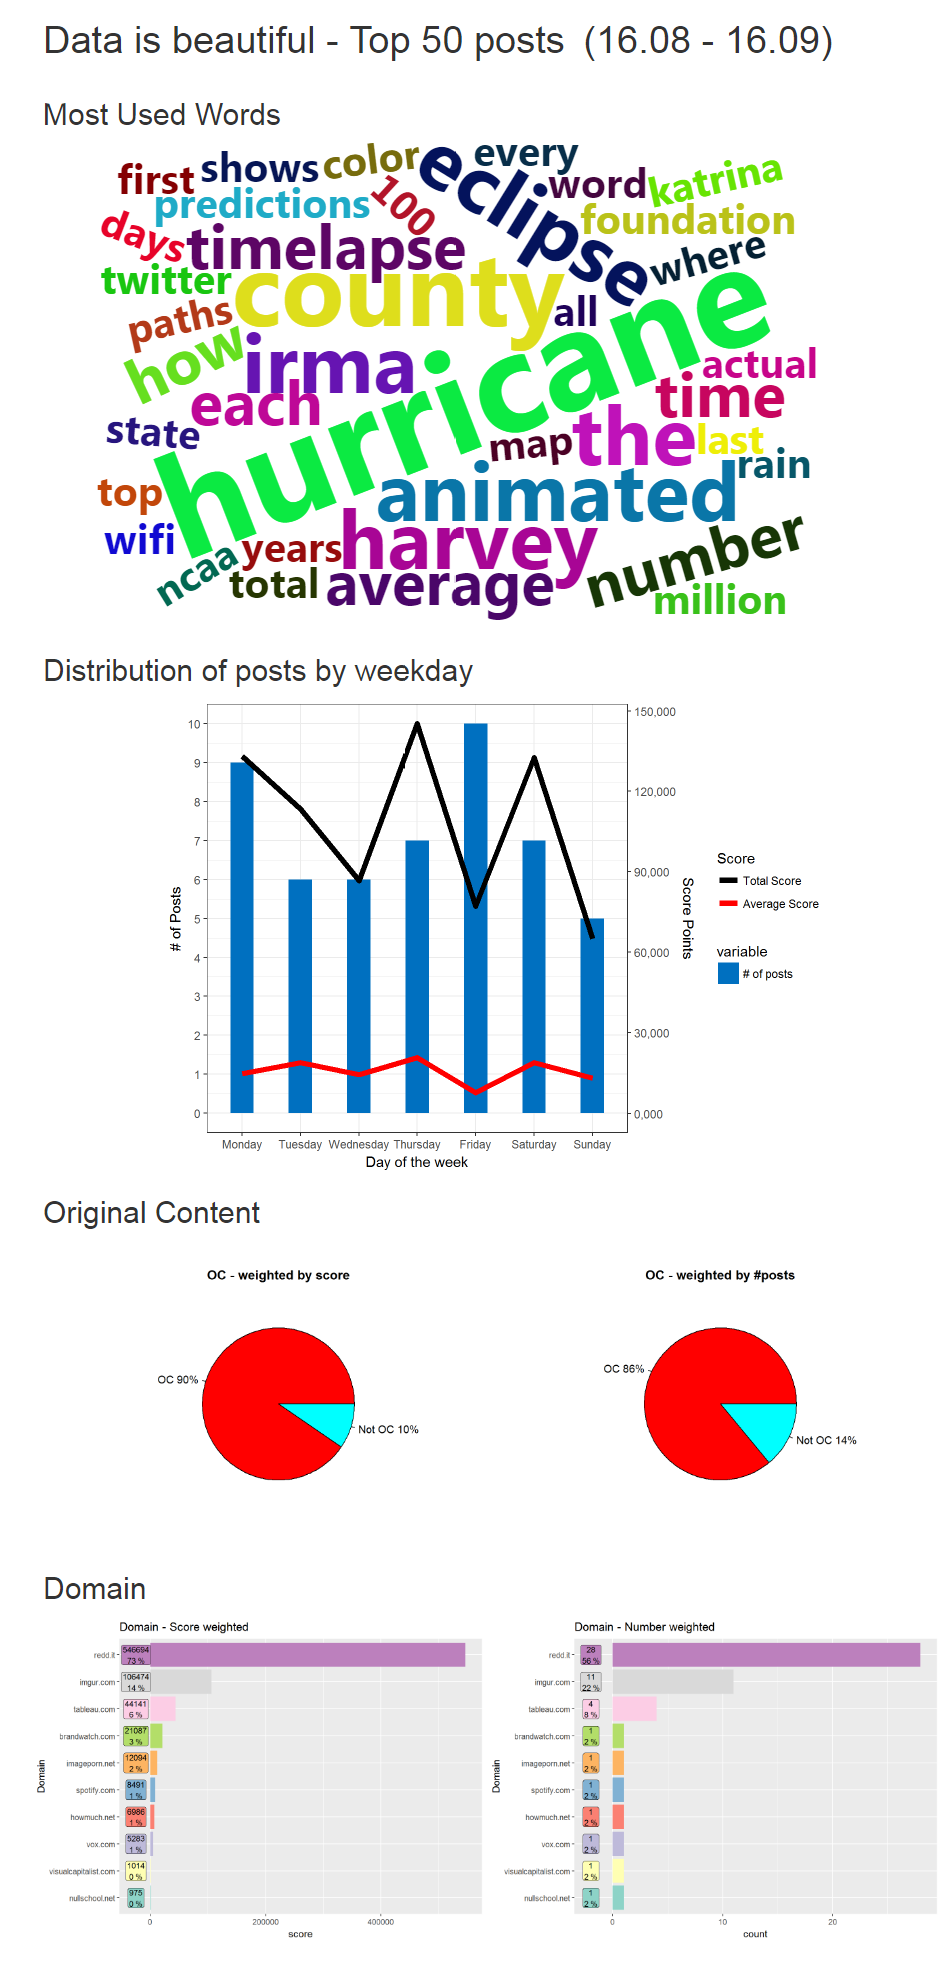 Data is beautiful - Top 50 posts (16.08 - 16.09)
Most Used Words
first
shows
color
eclipse
every
word
katrina
predictions
100
foundation
days
timelapse
where
twitter
county
all
paths
how
irma
hurricane
actual
each
time
state
map
the
last
rain
top
animated
wifi
ncaa
years
harvey
number
total
average
million
Distribution of posts by weekday
# of Posts
10
9
8
7
6
5
4
3
2
1
0
150,000
120,000
90,000
60,000
30,000
0,000
Score Points
Monday Tuesday Wednesday Thursday Friday Saturday Sunday
Day of the week
Score
Total Score
Average Score
variable
# of posts
Original Content
OC - weighted by score
OC 90%
Not OC 10%
OC - weighted by #posts
OC 86%
Not OC 14%
Domain
Domain - Score weighted
Domain
redd.it
546694
73 %
imgur.com
106474
14 %
tableau.com
44141
6 %
brandwatch.com
21087
3 %
imageporn.net
12094
2 %
spotify.com
8491
1 %
howmuch.net
6986
1 %
vox.com
5283
1 %
visualcapitalist.com
1014
0 %
nullschool.net
975
0 %
0 200000 400000
score
Domain - Number weighted
Domain
redd.it
28
56 %
imgur.com
11
22 %
tableau.com
4
8 %
brandwatch.com
1
2 %
imageporn.net
1
2 %
spotify.com
1
2 %
howmuch.net
1
2 %
vox.com
1
2 %
visualcapitalist.com
1
2 %
nullschool.net
1
2 %
0 10 20
count